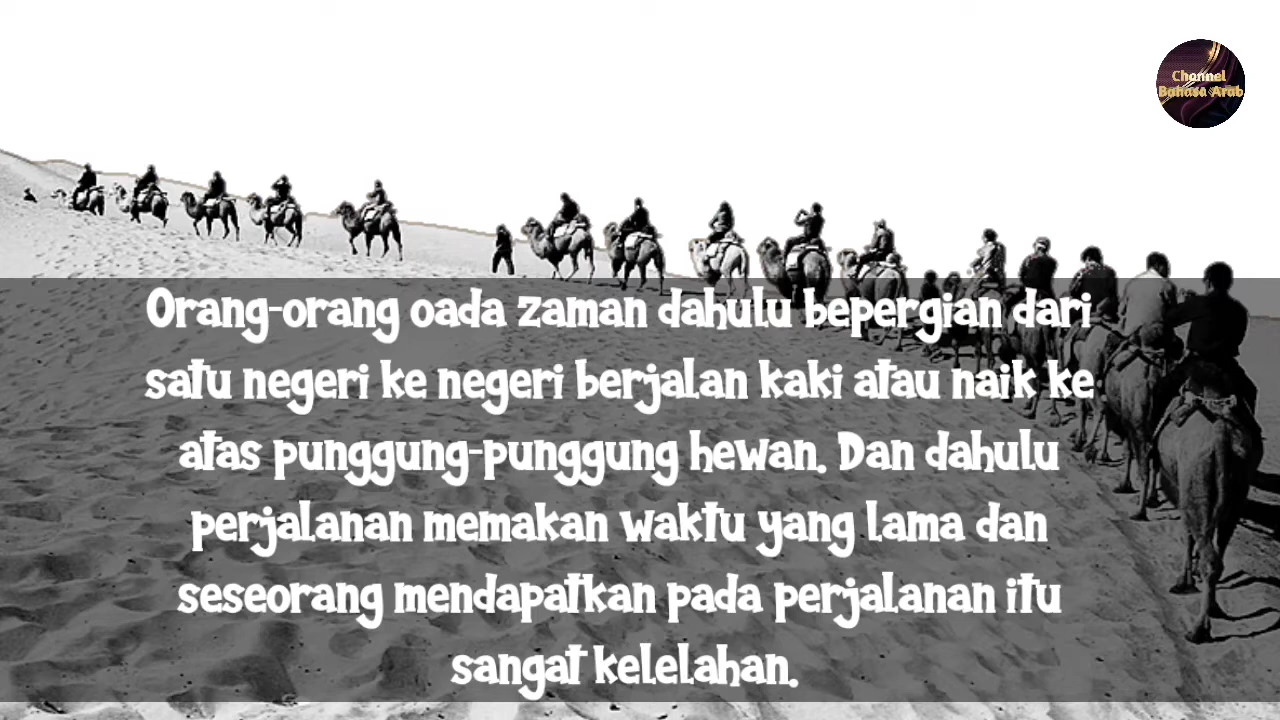 Channel
Bahasa Arab
Orang-orang oada zaman dahulu bepergian dari
satu negeri ke negeri berjalan kaki atau naik ke
atas punggung-punggung hewan. Dan dahulu
perjalanan memakan waktu yang lama dan
seseorang mendapatkan pada perjalanan itu
sangat kelelahan.